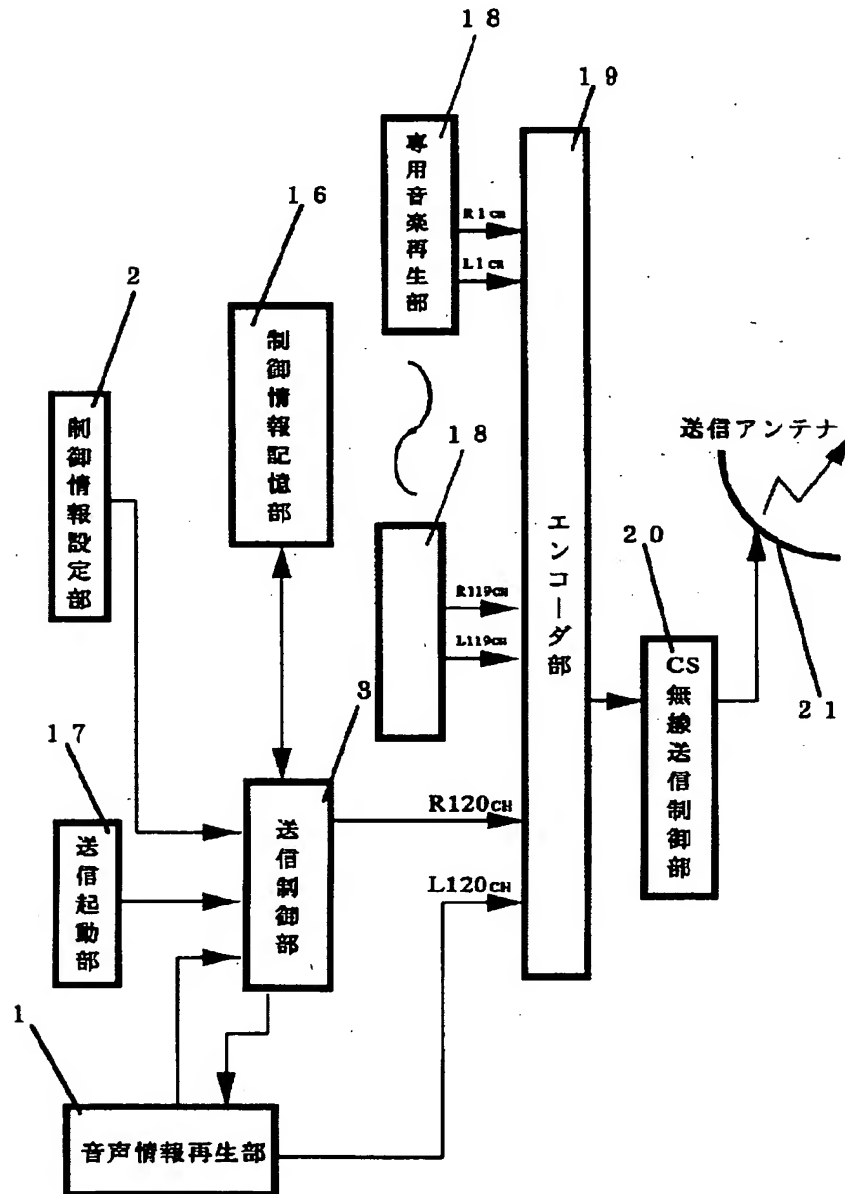 18
19
専用音楽再生部
R1CH
L1CH
16
制御情報記憶部
2
制御情報設定部
送信アンテナ
18
R119CH
L119CH
エンコーダ部
20
CS無線送信制御部
21
3
17
送信起動部
送信制御部
R120CH
L120CH
1
音声情報再生部